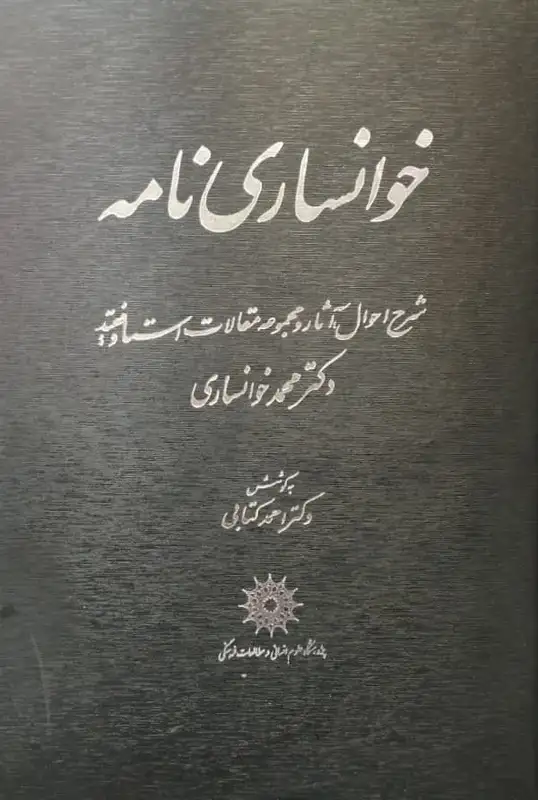 خوانساری نامه
شرح احوال، آثار و مجموعه مقالات استاد فقید
دکتر محمد خوانساری
به کوشش
دکتر احمد کتابی
پژوهشگاه علوم انسانی و مطالعات فرهنگی